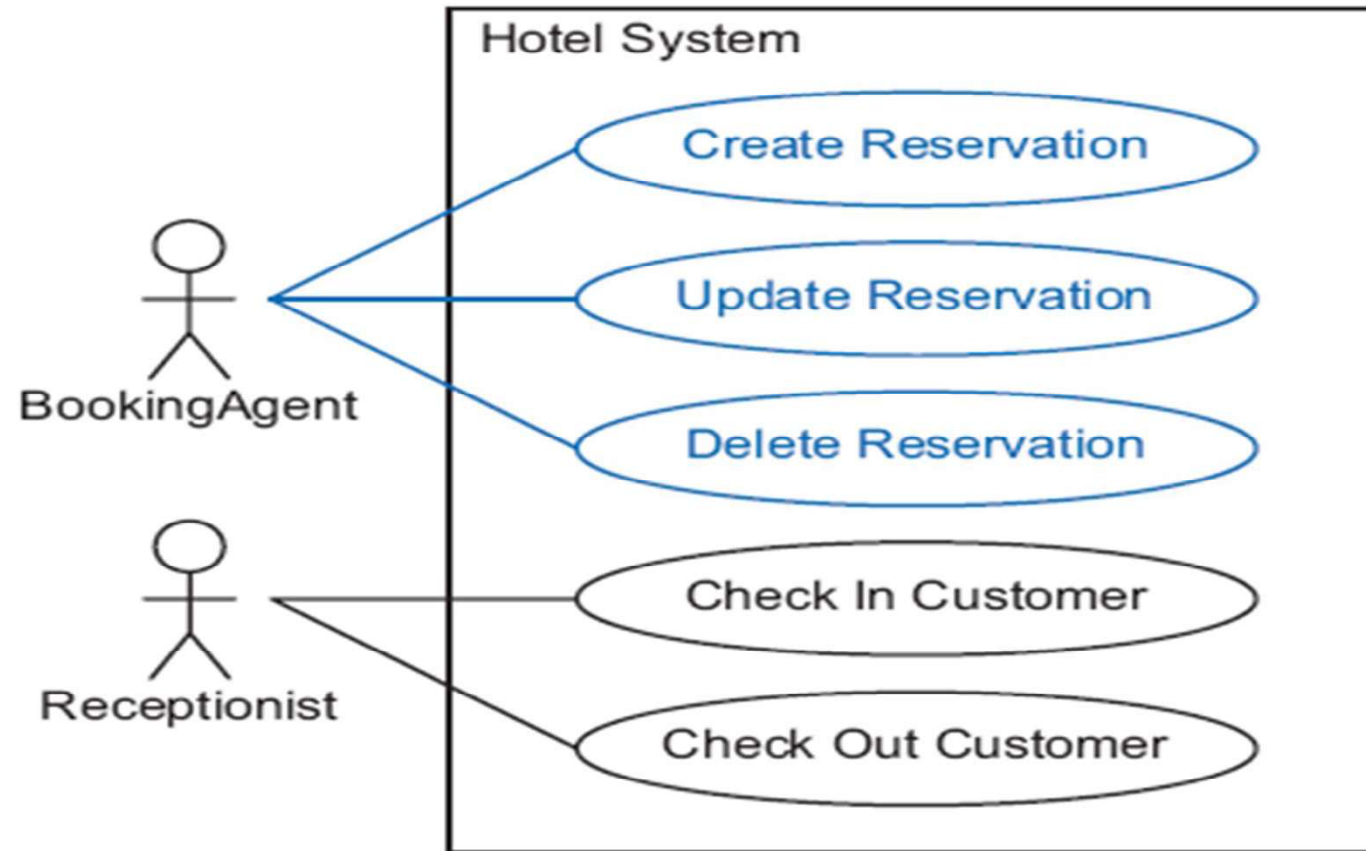 Hotel System
Create Reservation
Update Reservation
BookingAgent
Delete Reservation
Check In Customer
Receptionist
Check Out Customer